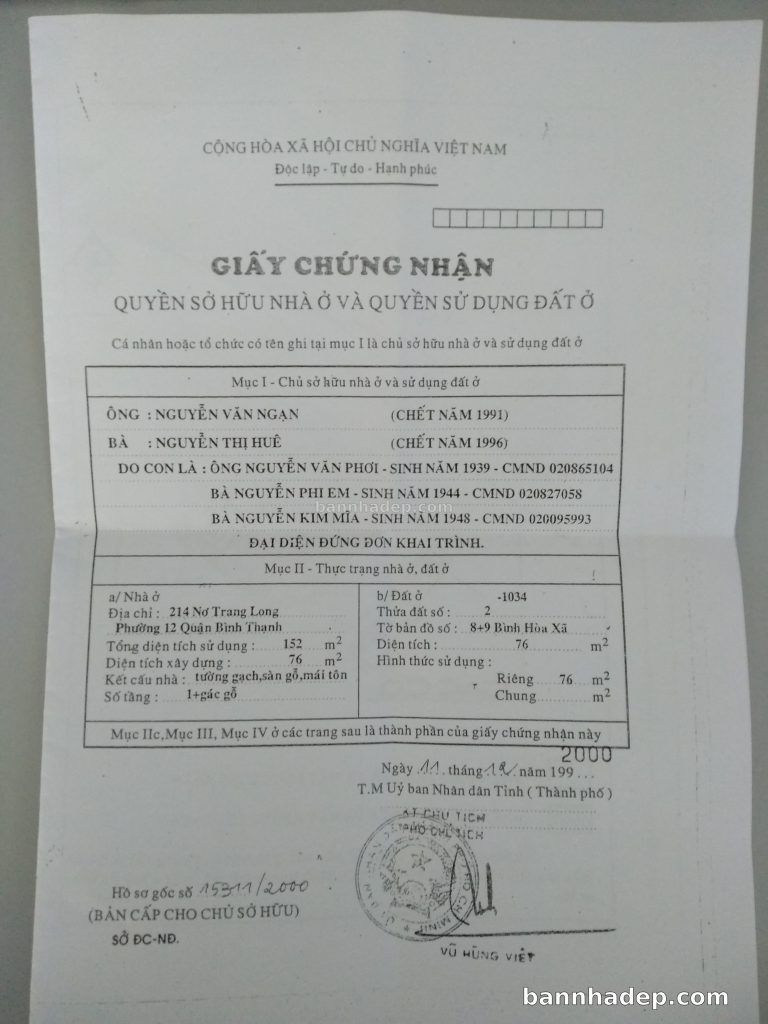 CỘNG HÒA XÃ HỘI CHỦ NGHĨA VIỆT NAM
Độc lập - Tự do - Hạnh phúc
GIẤY CHỨNG NHẬN
QUYỀN SỞ HỮU NHÀ Ở VÀ QUYỀN SỬ DỤNG ĐẤT Ở
Cá nhân hoặc tổ chức có tên ghi tại mục I là chủ sở hữu nhà ở và sử dụng đất ở
Mục I - Chủ sở hữu nhà ở và sử dụng đất ở
ÔNG : NGUYỄN VĂN NGẠN (CHẾT NĂM 1991)
BÀ : NGUYỄN THỊ HUÊ (CHẾT NĂM 1996)
DO CON LÀ : ÔNG NGUYỄN VĂN PHƠI - SINH NĂM 1939 - CMND 020865104
BÀ NGUYỄN PHI EM - SINH NĂM 1944 - CMND 020827058
bannhadep.com
BÀ NGUYỄN KIM MĨA - SINH NĂM 1948 - CMND 020095993
ĐẠI DIỆN ĐỨNG ĐƠN KHAI TRÌNH.
Mục II - Thực trạng nhà ở, đất ở
a/ Nhà ở
Địa chỉ : 214 Nơ Trang Long
Phường 12 Quận Bình Thạnh
Tổng diện tích sử dụng : 152 m2
Diện tích xây dựng : 76 m2
Kết cấu nhà : tường gạch,sàn gỗ,mái tôn
Số tầng : 1+gác gỗ
b/ Đất ở -1034
Thửa đất số : 2
Tờ bản đồ số : 8+9 Bình Hòa Xã
Diện tích : 76 m2
Hình thức sử dụng :
Riêng 76 m2
Chung m2
Mục IIc,Mục III, Mục IV ở các trang sau là thành phần của giấy chứng nhận này
2000
Ngày 11 tháng 12 năm 199...
T.M Uỷ ban Nhân dân Tỉnh ( Thành phố )
KT CHỦ TỊCH
PHÓ CHỦ TỊCH
Hồ sơ gốc số 15311/2000
(BẢN CẤP CHO CHỦ SỞ HỮU)
SỞ ĐC-NĐ.
VŨ HÙNG VIỆT
bannhadep.com